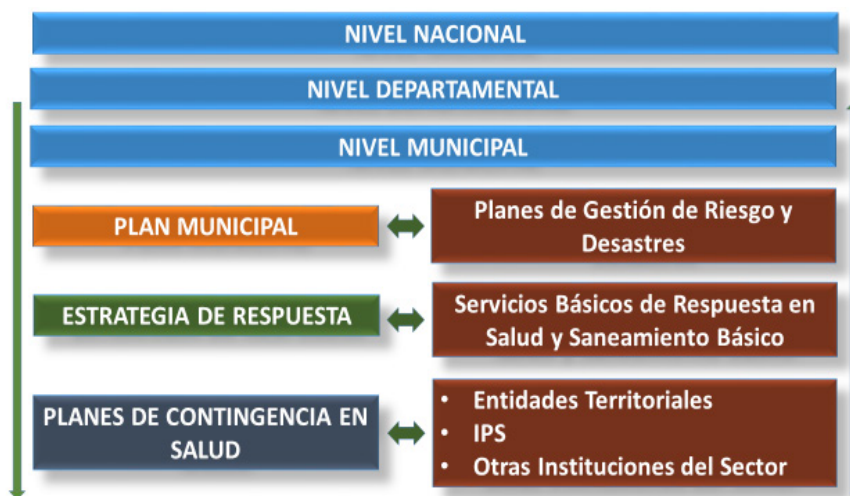 NIVEL NACIONAL
NIVEL DEPARTAMENTAL
NIVEL MUNICIPAL
PLAN MUNICIPAL
Planes de Gestión de Riesgo y
Desastres
ESTRATEGIA DE RESPUESTA
Servicios Básicos de Respuesta en
Salud y Saneamiento Básico
PLANES DE CONTINGENCIA EN
SALUD
• Entidades Territoriales
• IPS
• Otras Instituciones del Sector